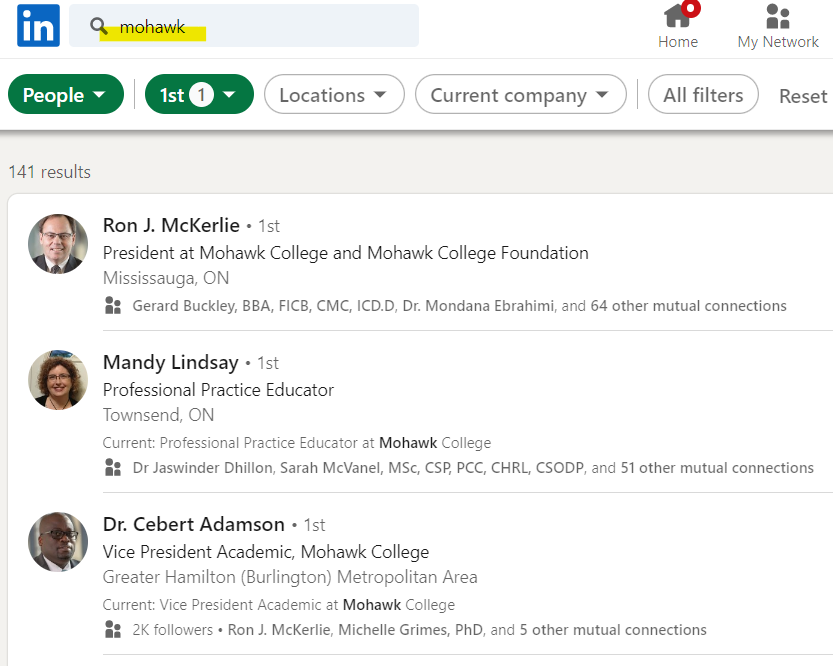 in mohawk
Home My Network
People 1st 1 Locations Current company All filters Reset
141 results
Ron J. McKerlie • 1st
President at Mohawk College and Mohawk College Foundation
Mississauga, ON
Gerard Buckley, BBA, FICB, CMC, ICD.D, Dr. Mondana Ebrahimi, and 64 other mutual connections
Mandy Lindsay • 1st
Professional Practice Educator
Townsend, ON
Current: Professional Practice Educator at Mohawk College
Dr Jaswinder Dhillon, Sarah McVanel, MSc, CSP, PCC, CHRL, CSODP, and 51 other mutual connections
Dr. Cebert Adamson • 1st
Vice President Academic, Mohawk College
Greater Hamilton (Burlington) Metropolitan Area
Current: Vice President Academic at Mohawk College
2K followers • Ron J. McKerlie, Michelle Grimes, PhD, and 5 other mutual connections